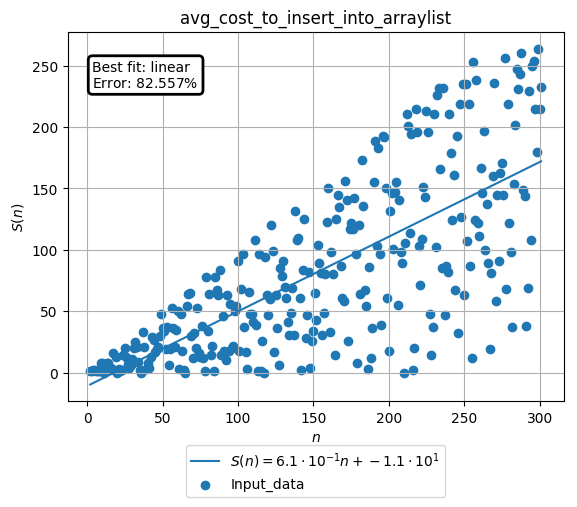 avg_cost_to_insert_into_arraylist
Best fit: linear
Error: 82.557%
250
200
150
100
50
0
S(n)
0 50 100 150 200 250 300
n
S(n) = 6.1 · 10⁻¹n + −1.1 · 10¹
Input_data